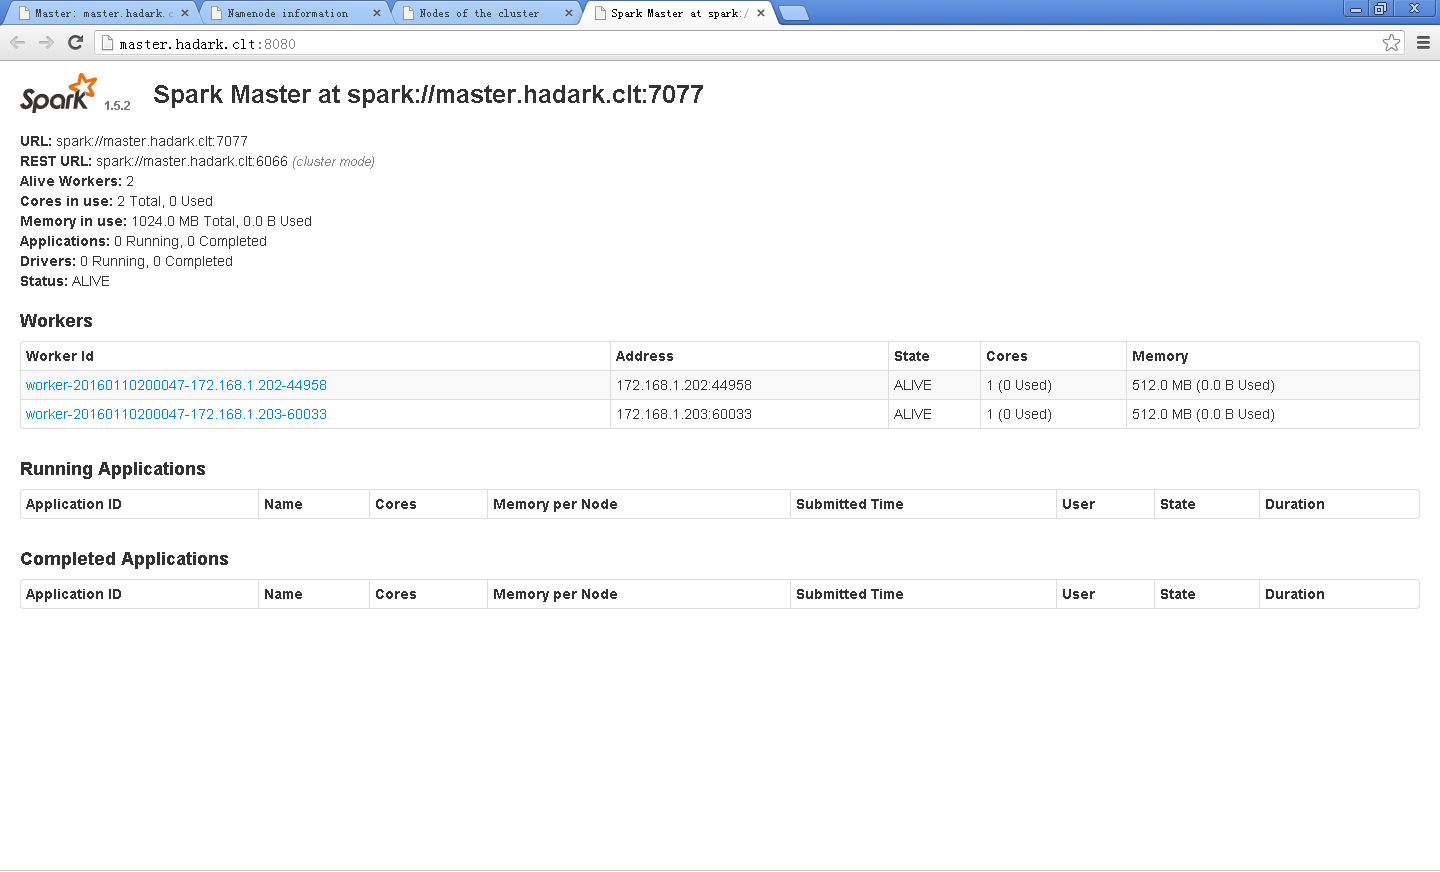 Master: master.hadark.c
Namenode information
Nodes of the cluster
Spark Master at spark:/
master.hadark.clt:8080
Spark 1.5.2 Spark Master at spark://master.hadark.clt:7077
URL: spark://master.hadark.clt:7077
REST URL: spark://master.hadark.clt:6066 (cluster mode)
Alive Workers: 2
Cores in use: 2 Total, 0 Used
Memory in use: 1024.0 MB Total, 0.0 B Used
Applications: 0 Running, 0 Completed
Drivers: 0 Running, 0 Completed
Status: ALIVE
Workers
Worker Id Address State Cores Memory
worker-20160110200047-172.168.1.202-44958 172.168.1.202:44958 ALIVE 1 (0 Used) 512.0 MB (0.0 B Used)
worker-20160110200047-172.168.1.203-60033 172.168.1.203:60033 ALIVE 1 (0 Used) 512.0 MB (0.0 B Used)
Running Applications
Application ID Name Cores Memory per Node Submitted Time User State Duration
Completed Applications
Application ID Name Cores Memory per Node Submitted Time User State Duration